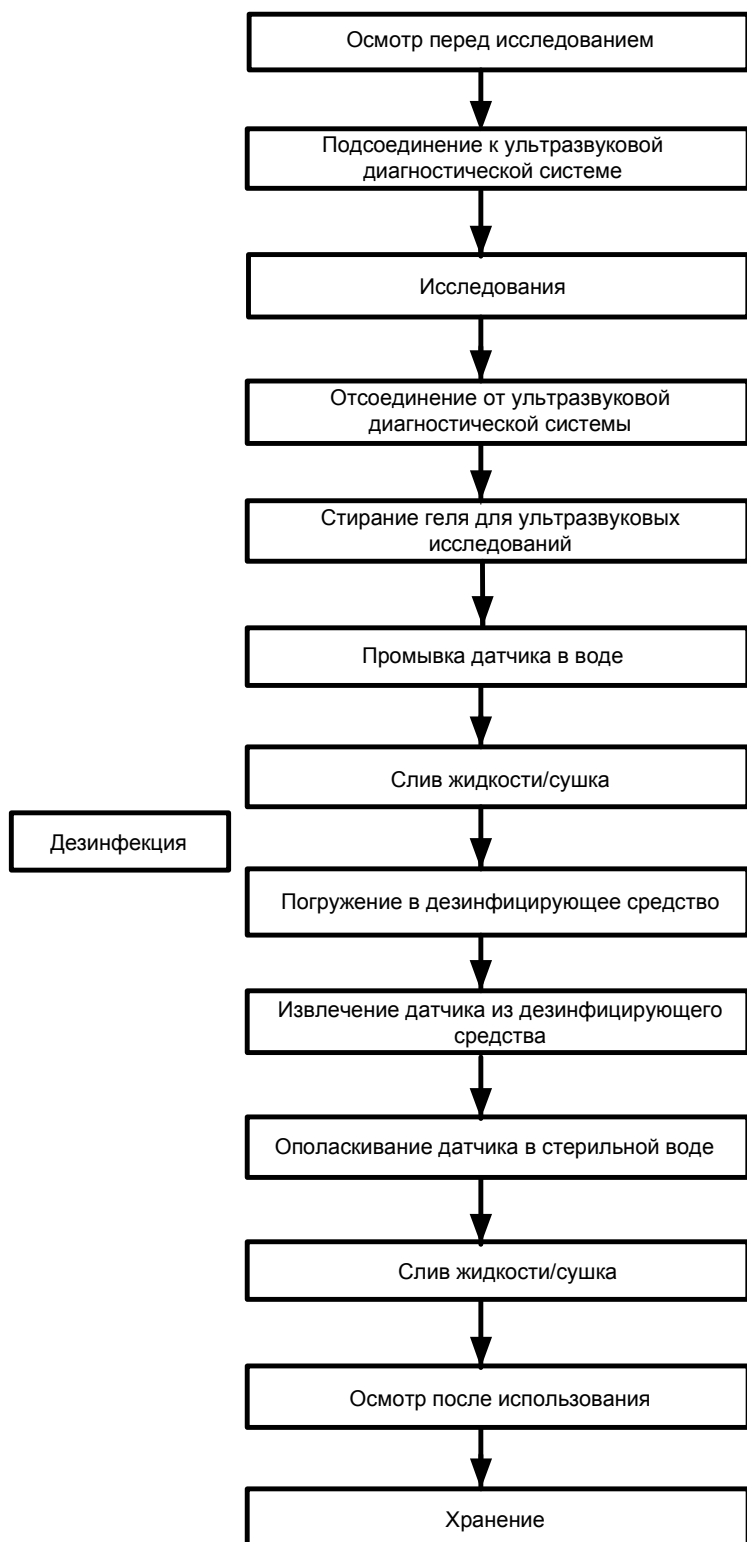 Осмотр перед исследованием
Подсоединение к ультразвуковой
диагностической системе
Исследования
Отсоединение от ультразвуковой
диагностической системы
Стирание геля для ультразвуковых
исследований
Промывка датчика в воде
Слив жидкости/сушка
Дезинфекция
Погружение в дезинфицирующее средство
Извлечение датчика из дезинфицирующего
средства
Ополаскивание датчика в стерильной воде
Слив жидкости/сушка
Осмотр после использования
Хранение